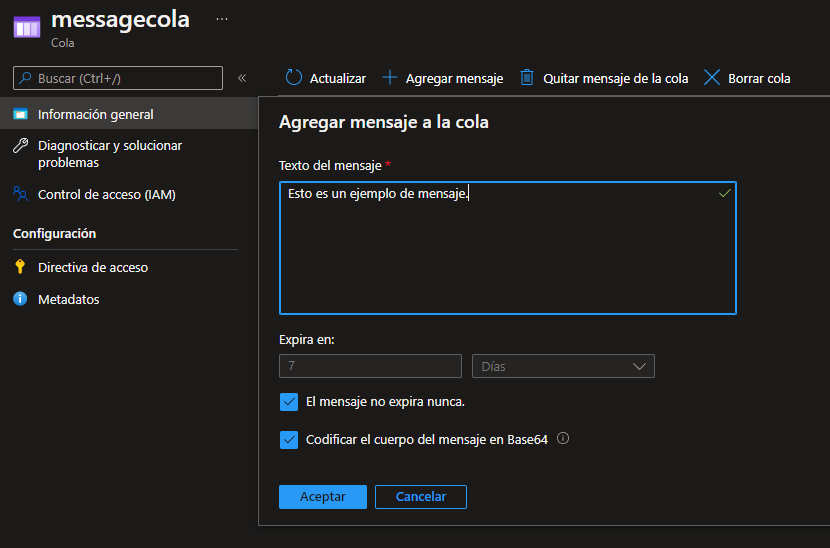 messagecola
...
Cola
Buscar (Ctrl+/)
«
Actualizar
Agregar mensaje
Quitar mensaje de la cola
Borrar cola
Información general
Diagnosticar y solucionar
problemas
Control de acceso (IAM)
Configuración
Directiva de acceso
Metadatos
Agregar mensaje a la cola
Texto del mensaje *
Esto es un ejemplo de mensaje.
Expira en:
7
Días
El mensaje no expira nunca.
Codificar el cuerpo del mensaje en Base64
Aceptar
Cancelar